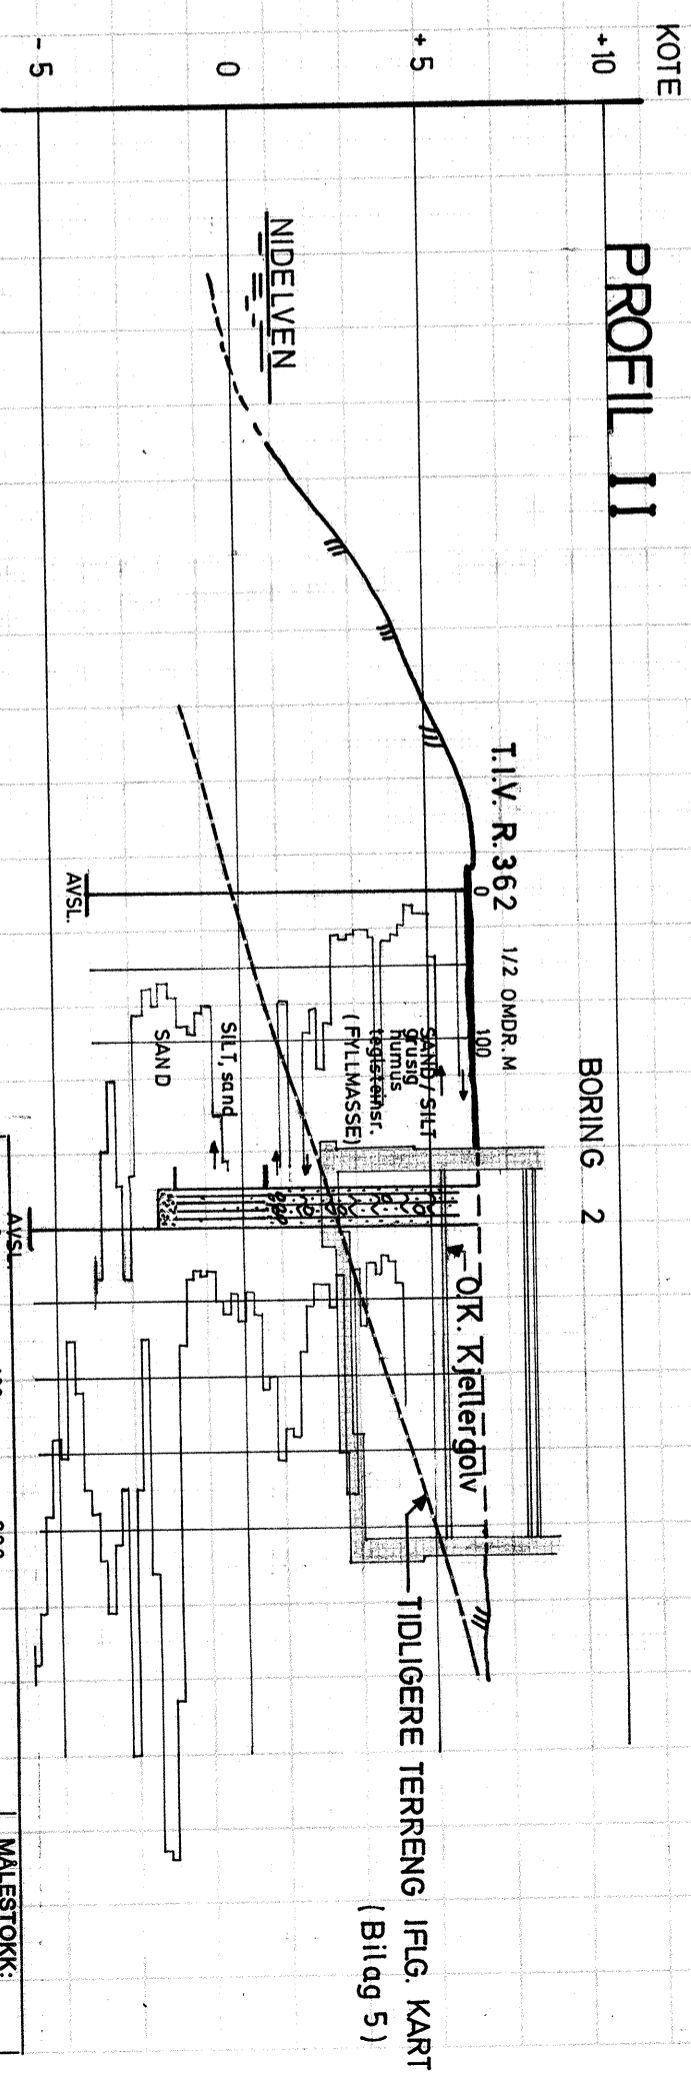 KOTE
+10
+5
0
-5
PROFIL II
NIDELVEN
T.I.V. R.362
1/2 OMDR.M
0
100
BORING 2
SAND/SILT
grusig
humus
teglsteinsr.
(FYLLMASSE)
SILT, sand
SAND
AVSL.
O.K. Kjellergolv
TIDLIGERE TERRENG IFLG. KART
(Bilag 5)
AVSL.
MÅLESTOKK: